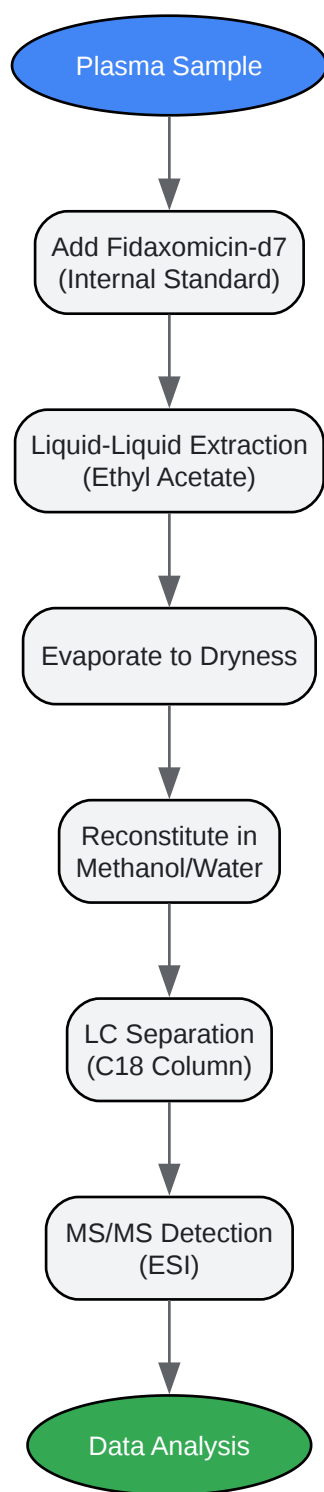 Plasma Sample
Add Fidaxomicin-d7
(Internal Standard)
Liquid-Liquid Extraction
(Ethyl Acetate)
Evaporate to Dryness
Reconstitute in
Methanol/Water
LC Separation
(C18 Column)
MS/MS Detection
(ESI)
Data Analysis